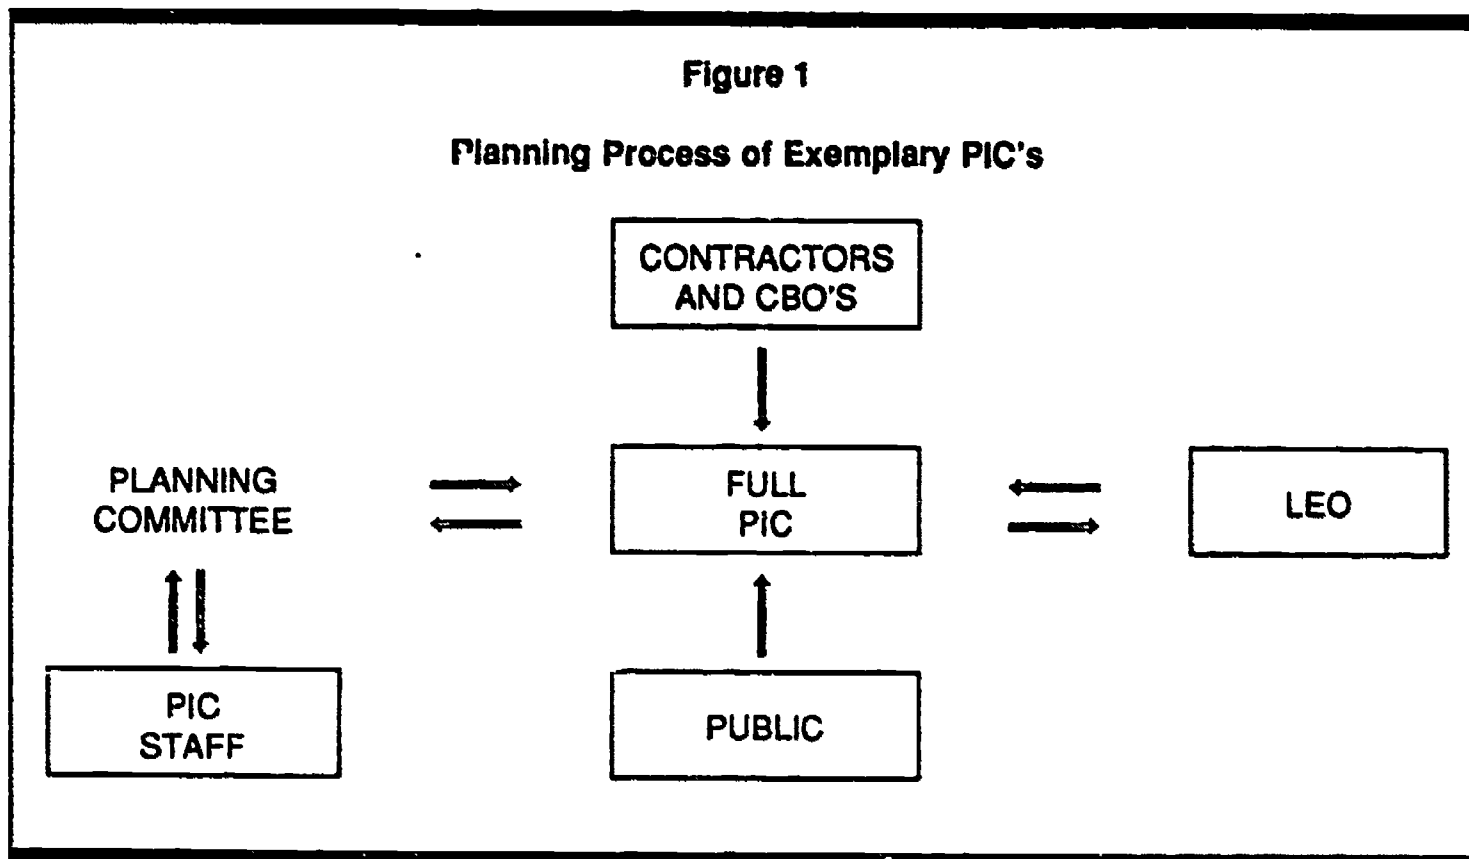 Figure 1
Planning Process of Exemplary PIC's
CONTRACTORS
AND CBO'S
PLANNING
COMMITTEE
FULL
PIC
LEO
PIC
STAFF
PUBLIC